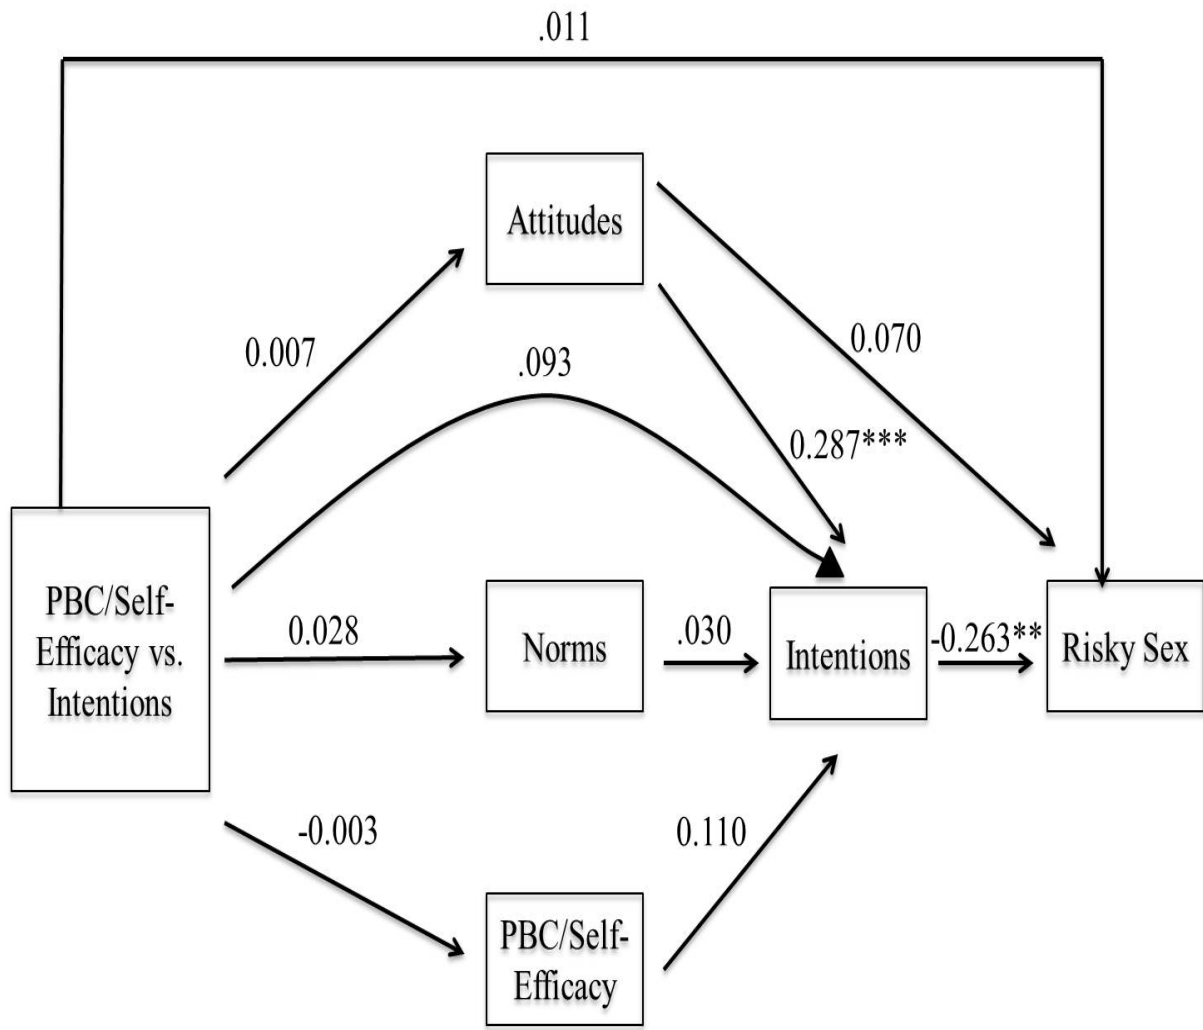 .011
Attitudes
0.007
.093
0.070
0.287***
PBC/Self-
Efficacy vs.
Intentions
0.028
Norms
.030
Intentions
-0.263**
Risky Sex
-0.003
0.110
PBC/Self-
Efficacy